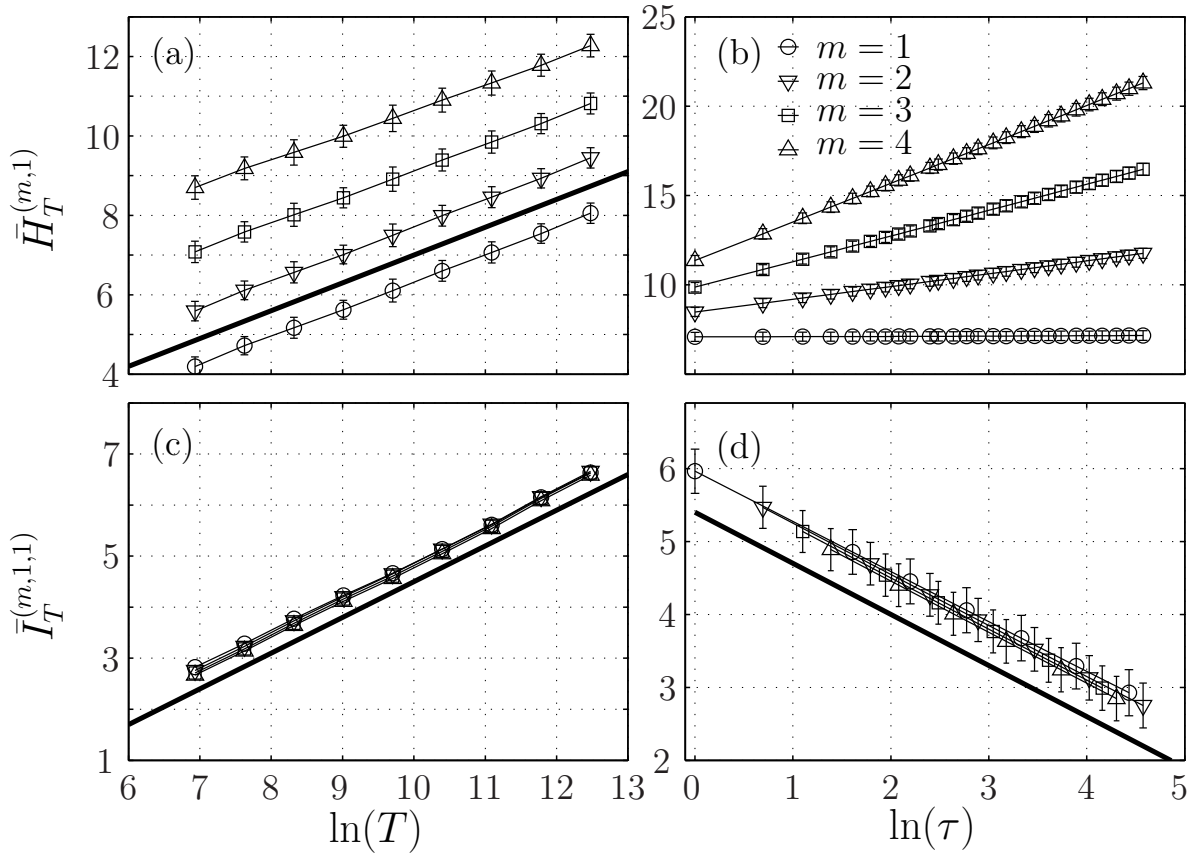 (a)
12
10
8
6
4
H̄_T^{(m,1)}
(b)
m = 1
m = 2
m = 3
m = 4
25
20
15
10
(c)
7
5
3
1
Ī_T^{(m,1,1)}
6 7 8 9 10 11 12 13
ln(T)
(d)
6
5
4
3
2
0 1 2 3 4 5
ln(τ)